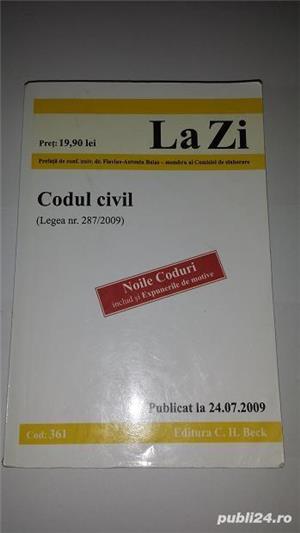 Preț: 19,90 lei
La Zi
Prefață de conf. univ. dr. Flavius-Antoniu Baias – membru al Comisiei de elaborare
Codul civil
(Legea nr. 287/2009)
Noile Coduri
includ și Expunerile de motive
Publicat la 24.07.2009
Cod: 361
Editura C. H. Beck
publi24.ro